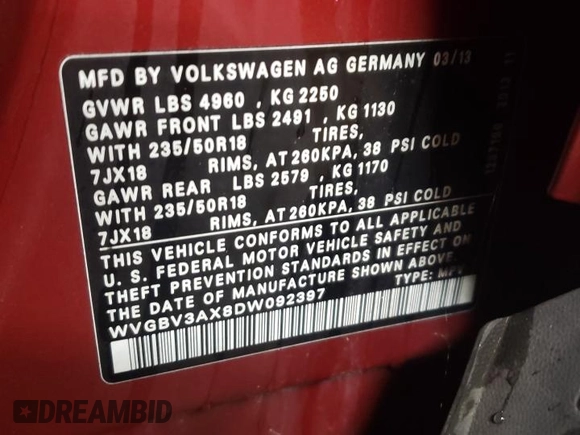 MFD BY VOLKSWAGEN AG GERMANY 03/13
GVWR LBS 4960 , KG 2250
GAWR FRONT LBS 2491 , KG 1130
WITH 235/50R18 TIRES,
7JX18 RIMS, AT 260KPA, 38 PSI COLD
GAWR REAR LBS 2579 , KG 1170
WITH 235/50R18 TIRES,
7JX18 RIMS, AT 260KPA, 38 PSI COLD
THIS VEHICLE CONFORMS TO ALL APPLICABLE
U. S. FEDERAL MOTOR VEHICLE SAFETY AND
THEFT PREVENTION STANDARDS IN EFFECT ON
THE DATE OF MANUFACTURE SHOWN ABOVE
WVGBV3AX8DW092397 TYPE:
DREAMBID